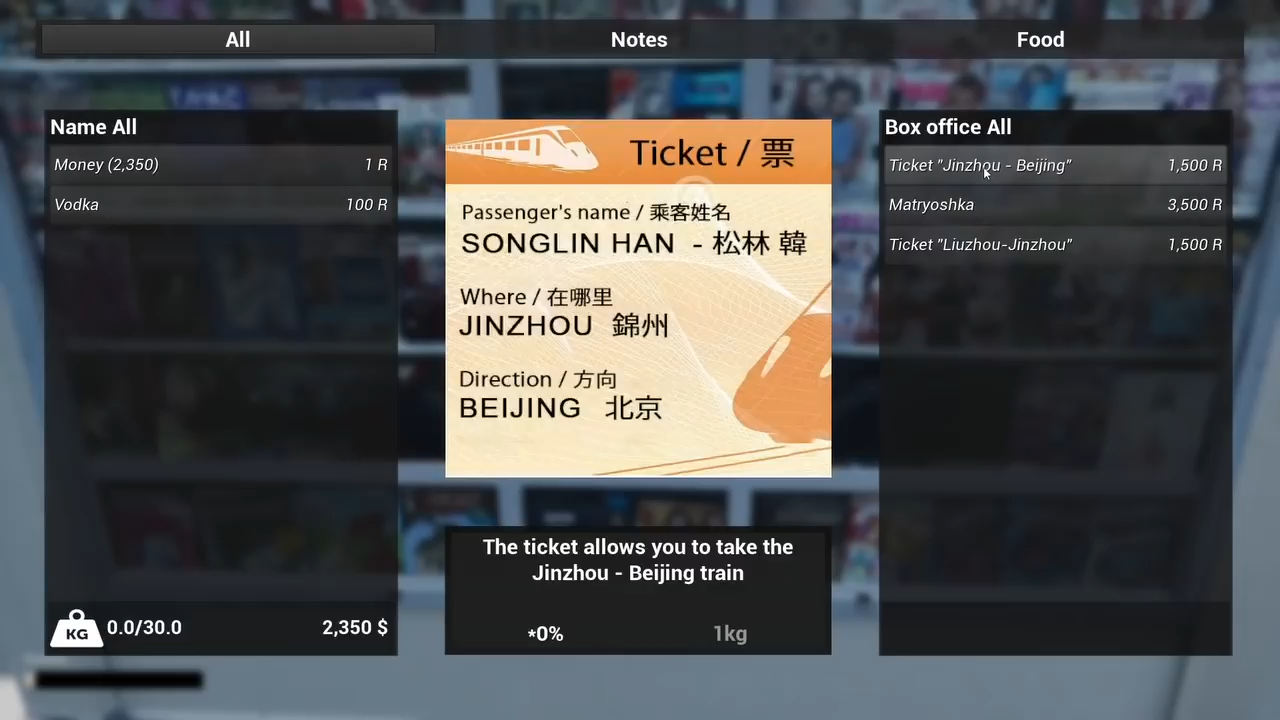 All
Notes
Food
Name All
Money (2,350) 1 R
Vodka 100 R
0.0/30.0 2,350 $
KG
Ticket / 票
Passenger's name / 乘客姓名
SONGLIN HAN - 松林 韓
Where / 在哪里
JINZHOU 錦州
Direction / 方向
BEIJING 北京
The ticket allows you to take the
Jinzhou - Beijing train
*0% 1kg
Box office All
Ticket "Jinzhou - Beijing" 1,500 R
Matryoshka 3,500 R
Ticket "Liuzhou-Jinzhou" 1,500 R